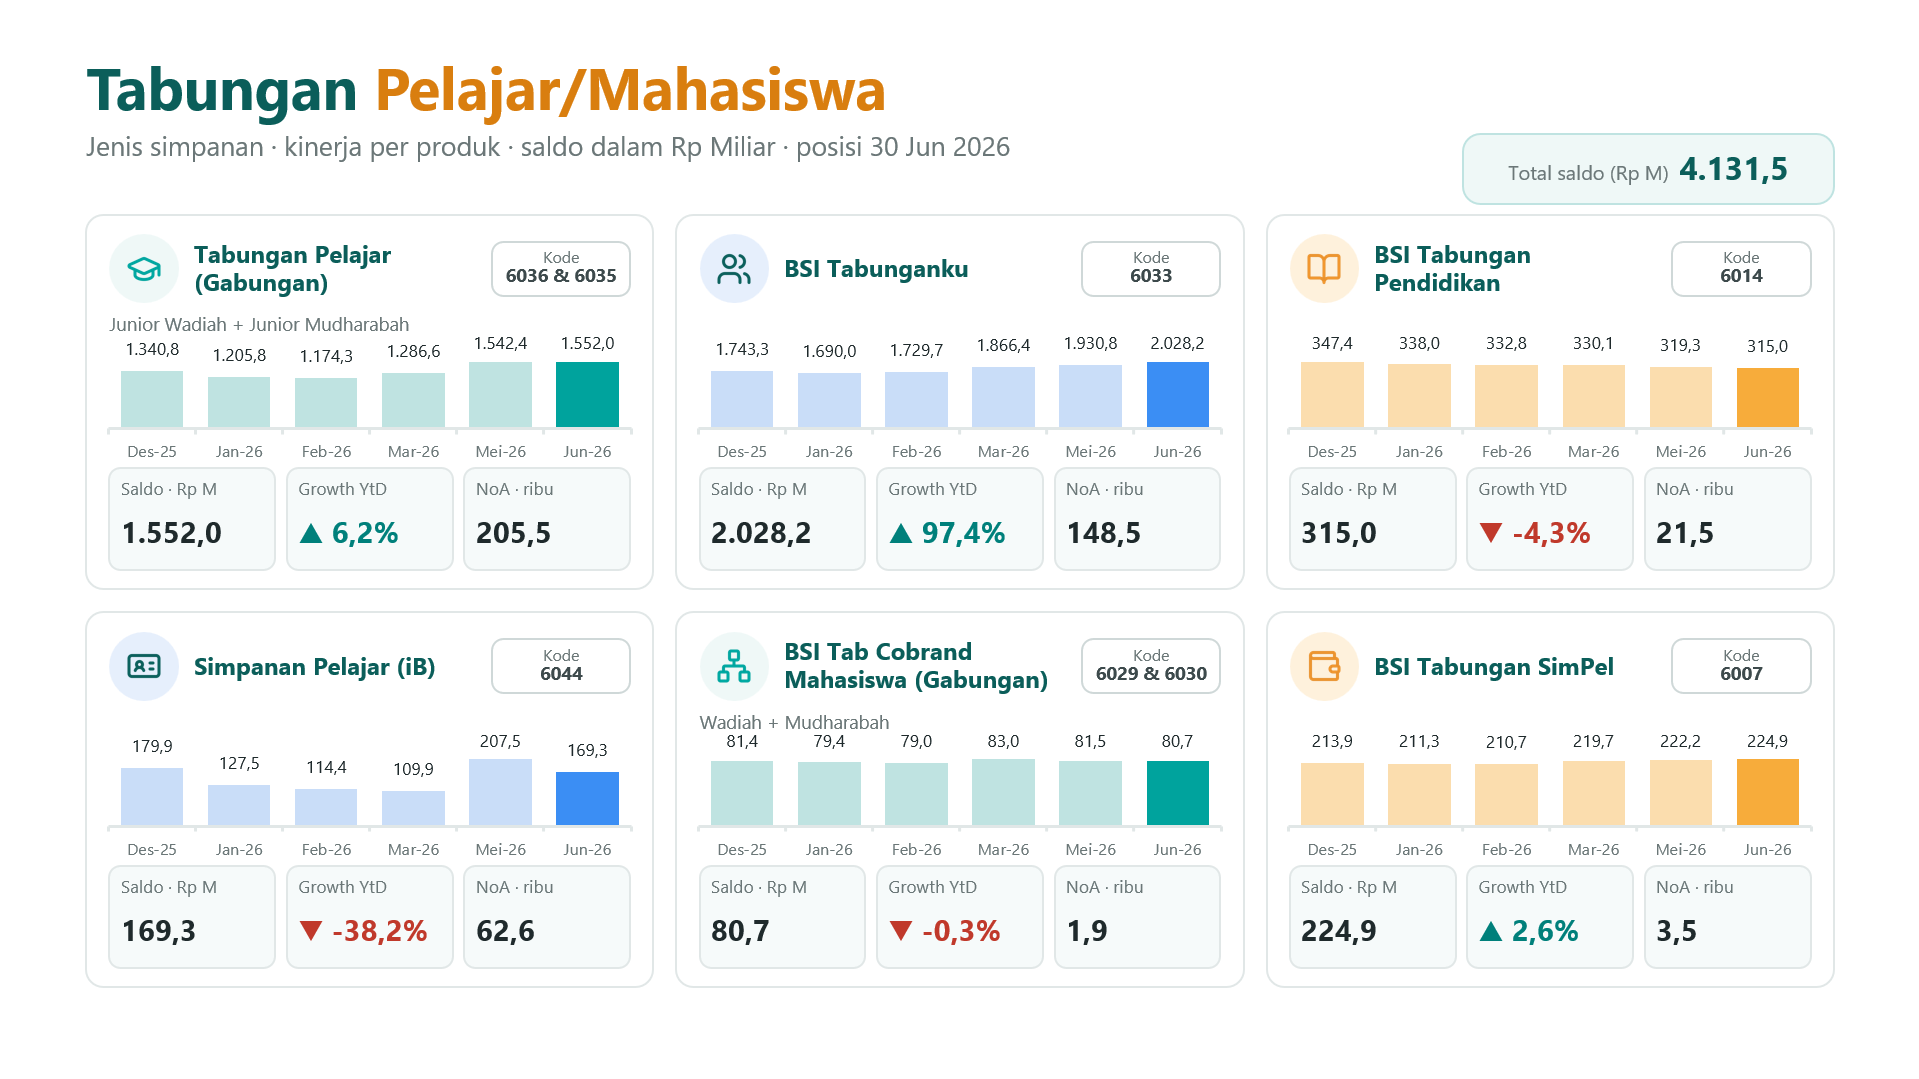 Tabungan Pelajar/Mahasiswa
Jenis simpanan · kinerja per produk · saldo dalam Rp Miliar · posisi 30 Jun 2026
Total saldo (Rp M) 4.131,5
Tabungan Pelajar
(Gabungan)
Kode
6036 & 6035
Junior Wadiah + Junior Mudharabah
1.340,8 1.205,8 1.174,3 1.286,6 1.542,4 1.552,0
Des-25 Jan-26 Feb-26 Mar-26 Mei-26 Jun-26
Saldo · Rp M
1.552,0
Growth YtD
▲ 6,2%
NoA · ribu
205,5
BSI Tabunganku
Kode
6033
1.743,3 1.690,0 1.729,7 1.866,4 1.930,8 2.028,2
Des-25 Jan-26 Feb-26 Mar-26 Mei-26 Jun-26
Saldo · Rp M
2.028,2
Growth YtD
▲ 97,4%
NoA · ribu
148,5
BSI Tabungan
Pendidikan
Kode
6014
347,4 338,0 332,8 330,1 319,3 315,0
Des-25 Jan-26 Feb-26 Mar-26 Mei-26 Jun-26
Saldo · Rp M
315,0
Growth YtD
▼ -4,3%
NoA · ribu
21,5
Simpanan Pelajar (iB)
Kode
6044
179,9 127,5 114,4 109,9 207,5 169,3
Des-25 Jan-26 Feb-26 Mar-26 Mei-26 Jun-26
Saldo · Rp M
169,3
Growth YtD
▼ -38,2%
NoA · ribu
62,6
BSI Tab Cobrand
Mahasiswa (Gabungan)
Kode
6029 & 6030
Wadiah + Mudharabah
81,4 79,4 79,0 83,0 81,5 80,7
Des-25 Jan-26 Feb-26 Mar-26 Mei-26 Jun-26
Saldo · Rp M
80,7
Growth YtD
▼ -0,3%
NoA · ribu
1,9
BSI Tabungan SimPel
Kode
6007
213,9 211,3 210,7 219,7 222,2 224,9
Des-25 Jan-26 Feb-26 Mar-26 Mei-26 Jun-26
Saldo · Rp M
224,9
Growth YtD
▲ 2,6%
NoA · ribu
3,5